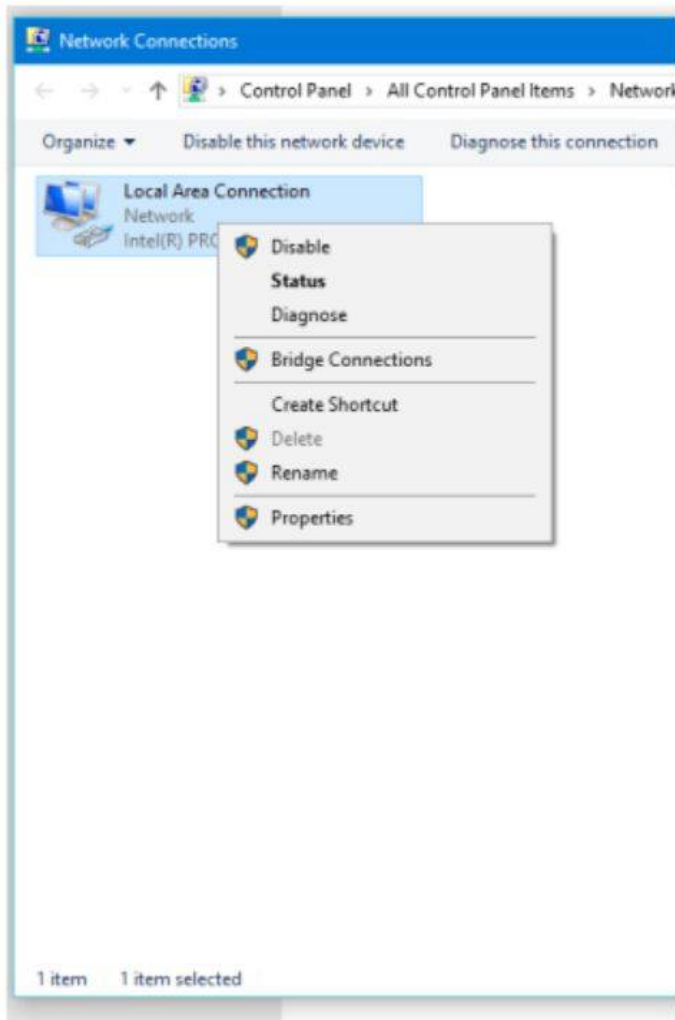 Network Connections
Control Panel > All Control Panel Items > Network
Organize Disable this network device Diagnose this connection
Local Area Connection
Network
Intel(R) PRO
Disable
Status
Diagnose
Bridge Connections
Create Shortcut
Delete
Rename
Properties
1 item 1 item selected